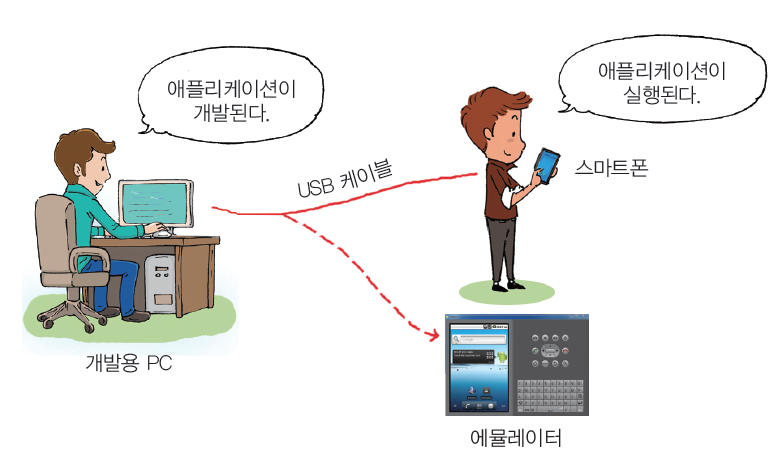 애플리케이션이
개발된다.
애플리케이션이
실행된다.
USB 케이블
스마트폰
개발용 PC
에뮬레이터